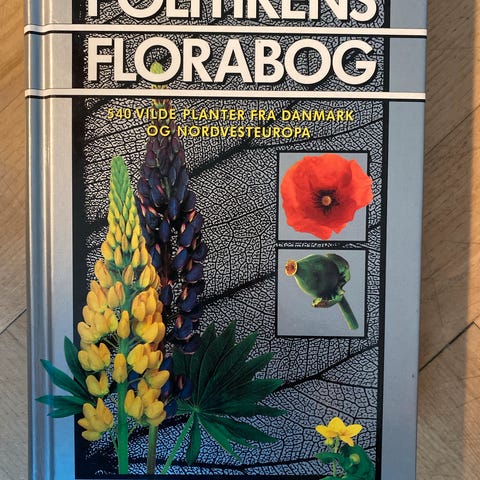 POLITIKENS
FLORABOG
540 VILDE PLANTER FRA DANMARK
OG NORDVESTEUROPA